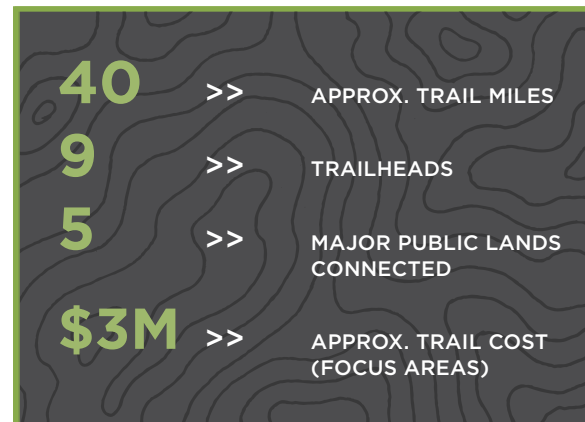 40 >> APPROX. TRAIL MILES
9 >> TRAILHEADS
5 >> MAJOR PUBLIC LANDS
CONNECTED
$3M >> APPROX. TRAIL COST
(FOCUS AREAS)